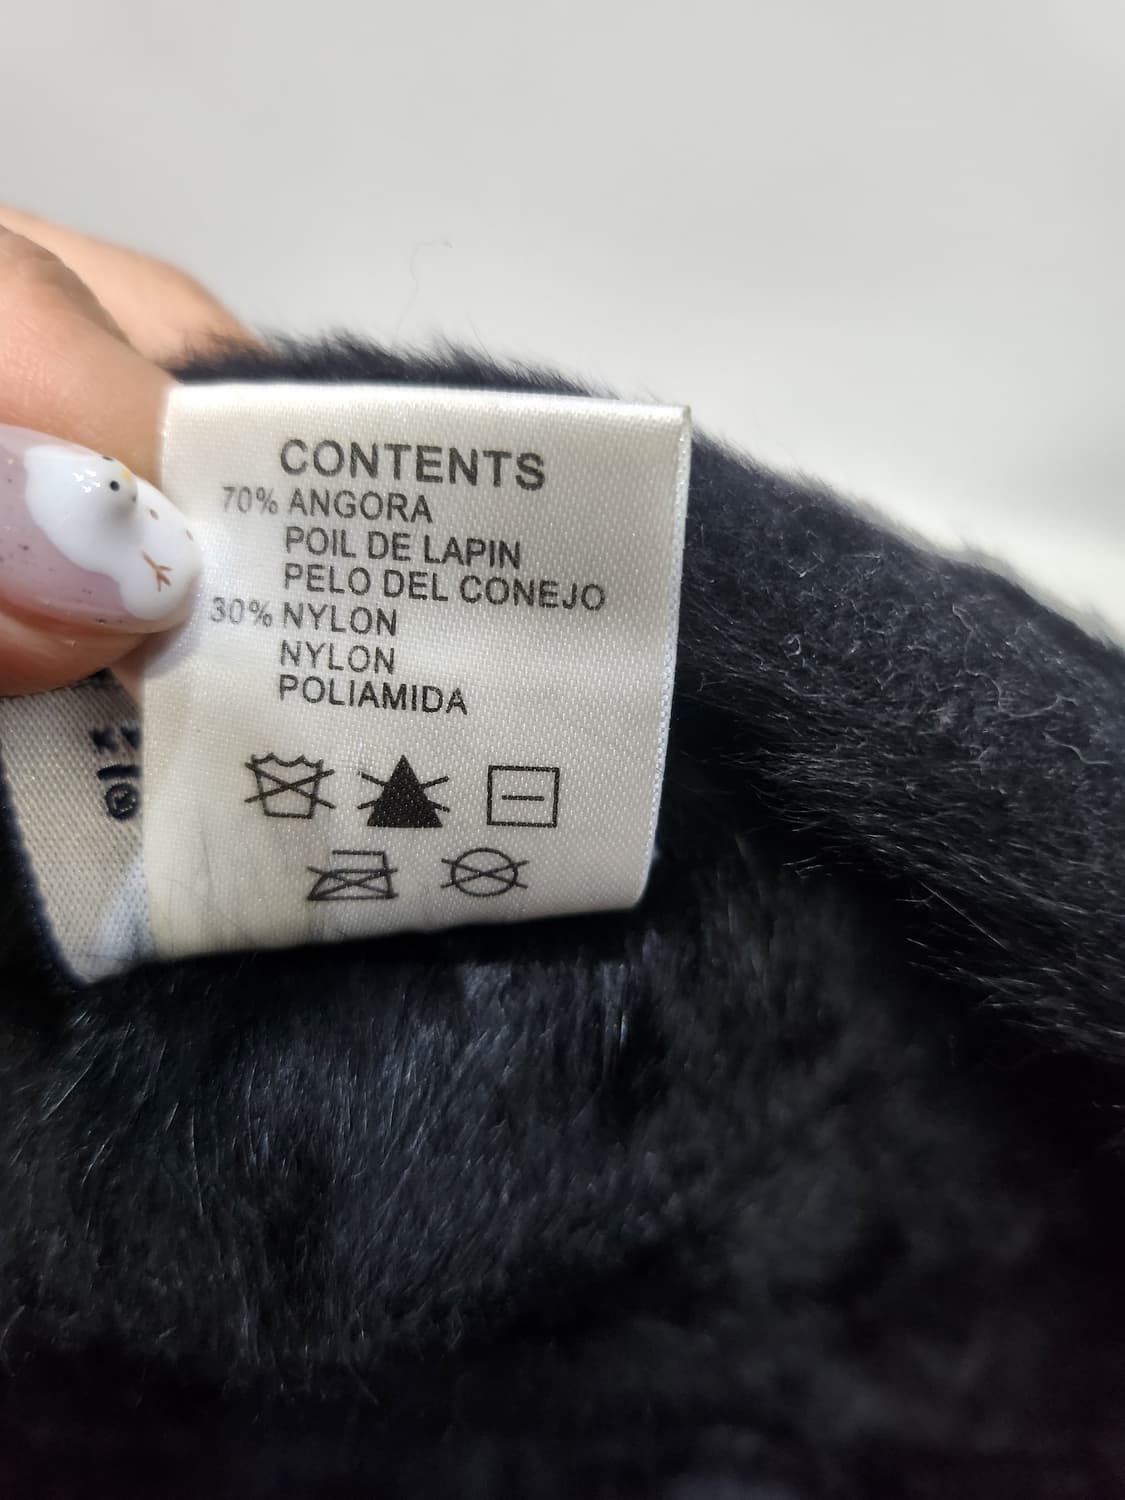 CONTENTS
70% ANGORA
POIL DE LAPIN
PELO DEL CONEJO
30% NYLON
NYLON
POLIAMIDA
®